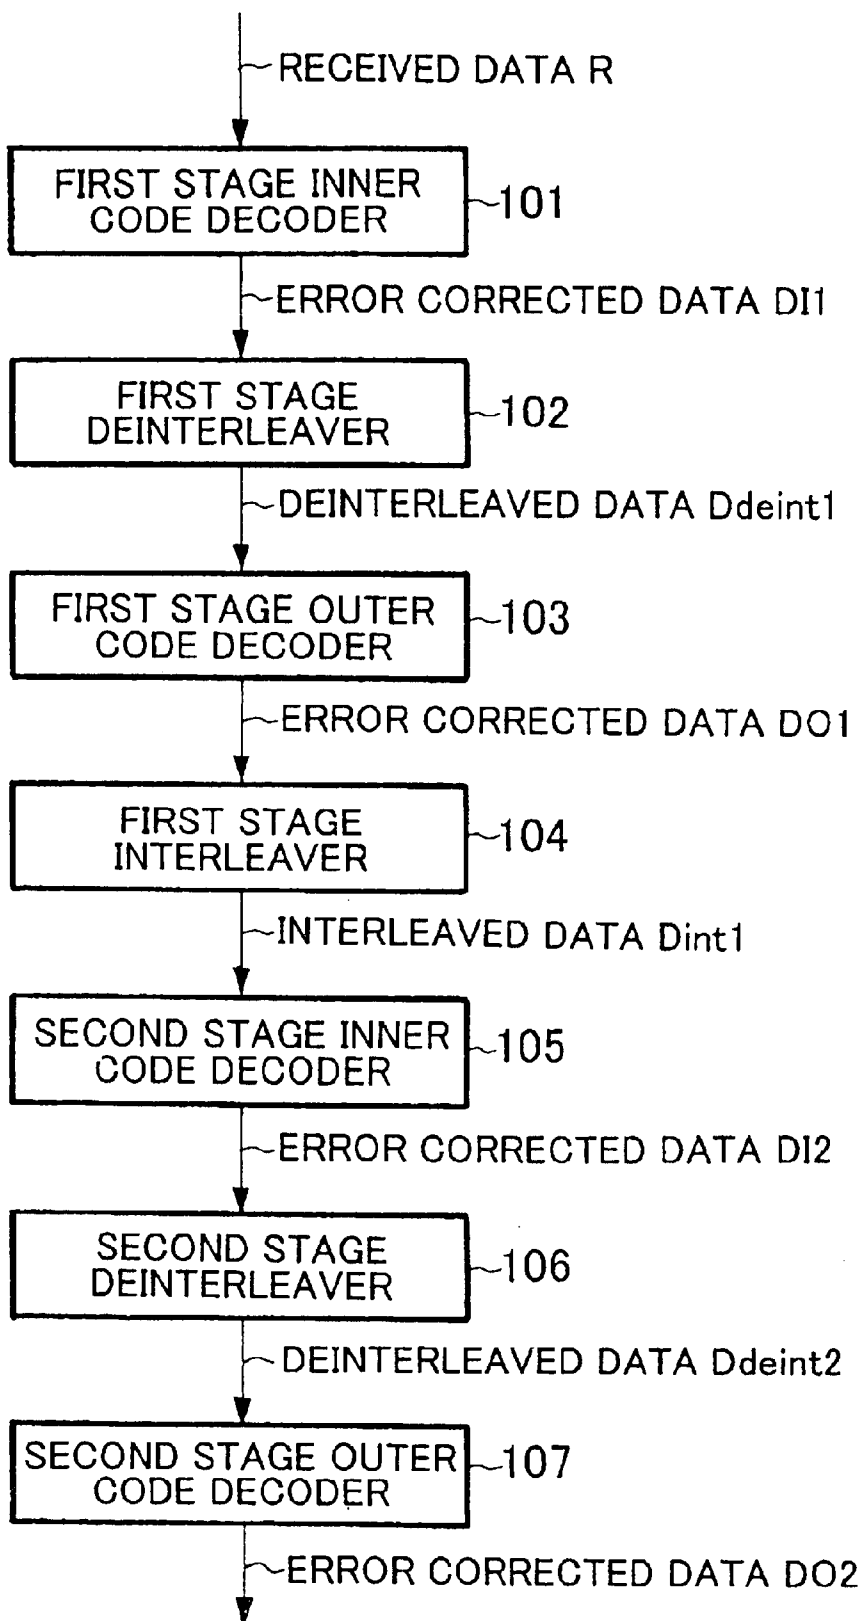 RECEIVED DATA R
FIRST STAGE INNER
CODE DECODER
101
ERROR CORRECTED DATA DI1
FIRST STAGE
DEINTERLEAVER
102
DEINTERLEAVED DATA Ddeint1
FIRST STAGE OUTER
CODE DECODER
103
ERROR CORRECTED DATA DO1
FIRST STAGE
INTERLEAVER
104
INTERLEAVED DATA Dint1
SECOND STAGE INNER
CODE DECODER
105
ERROR CORRECTED DATA DI2
SECOND STAGE
DEINTERLEAVER
106
DEINTERLEAVED DATA Ddeint2
SECOND STAGE OUTER
CODE DECODER
107
ERROR CORRECTED DATA DO2